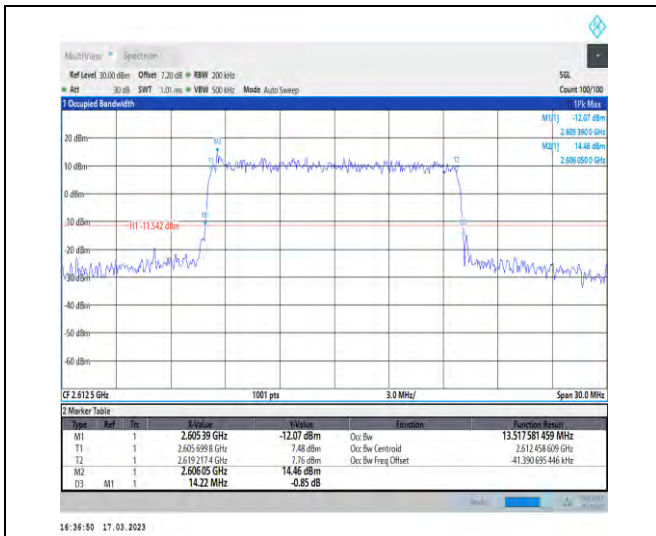 MultiView Spectrum
Ref Level 30.00 dBm Offset 7.20 dB RBW 200 kHz SGL
Att 30 dB SWT 1.01 ms VBW 500 kHz Mode Auto Sweep Count 100/100
1 Occupied Bandwidth 1Pk Max
M1[1] -12.07 dBm
2.605 390 0 GHz
M2[1] 14.46 dBm
2.606 050 0 GHz
20 dBm
M2
T1 T2
10 dBm
0 dBm
M1 D3
-10 dBm
H1 -11.542 dBm
-20 dBm
-30 dBm
-40 dBm
-50 dBm
-60 dBm
CF 2.612 5 GHz 1001 pts 3.0 MHz/ Span 30.0 MHz
2 Marker Table
Type Ref Trc X-Value Y-Value Function Function Result
M1 1 2.605 39 GHz -12.07 dBm Occ Bw 13.517 581 459 MHz
T1 1 2.605 699 8 GHz 7.48 dBm Occ Bw Centroid 2.612 458 609 GHz
T2 1 2.619 217 4 GHz 7.76 dBm Occ Bw Freq Offset -41.390 695 446 kHz
M2 1 2.606 05 GHz 14.46 dBm
D3 M1 1 14.22 MHz -0.85 dB
16:36:50 17.03.2023